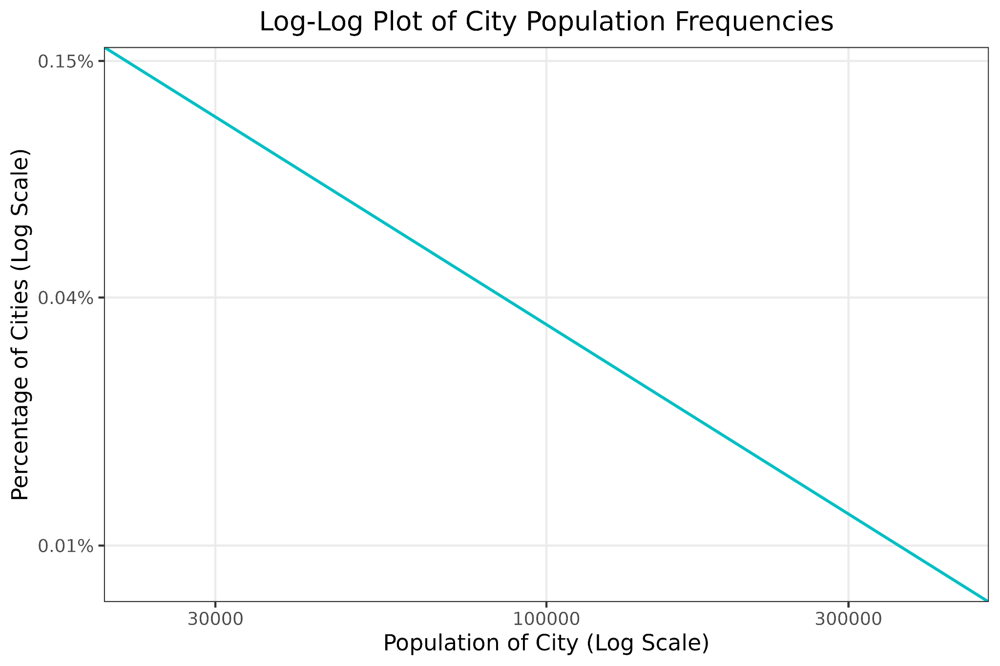 Log-Log Plot of City Population Frequencies
Percentage of Cities (Log Scale)
0.15%
0.04%
0.01%
30000 100000 300000
Population of City (Log Scale)